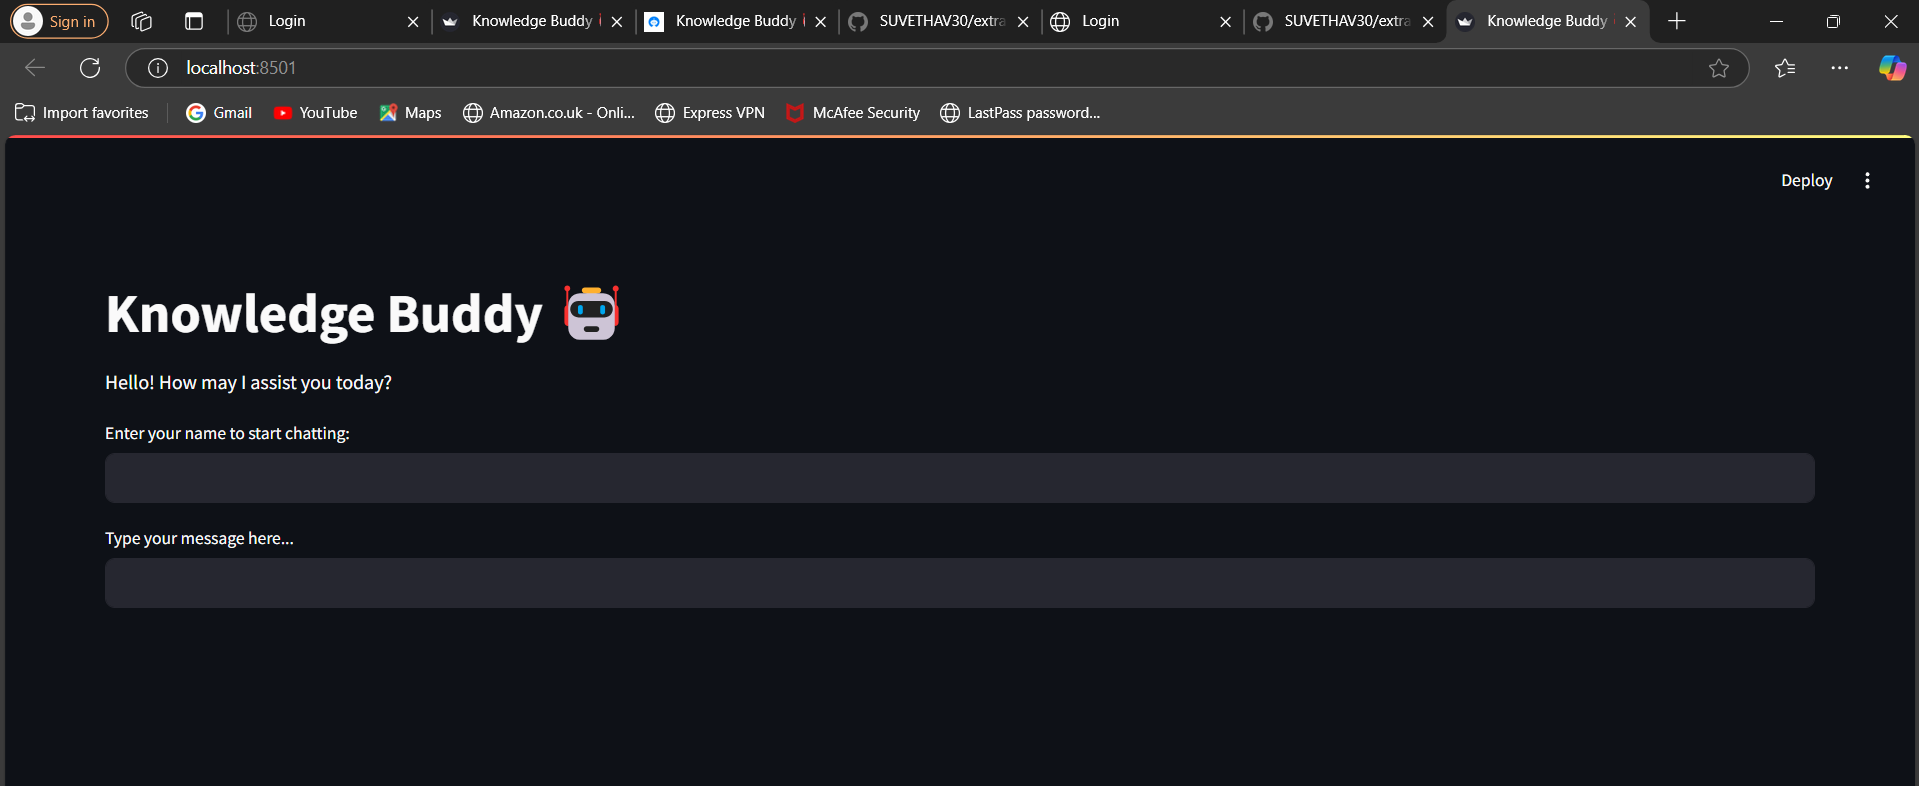 Sign in
Login
Knowledge Buddy
Knowledge Buddy
SUVETHAV30/extra
Login
SUVETHAV30/extra
Knowledge Buddy
localhost:8501
Import favorites
Gmail
YouTube
Maps
Amazon.co.uk - Onli...
Express VPN
McAfee Security
LastPass password...
Deploy
Knowledge Buddy
Hello! How may I assist you today?
Enter your name to start chatting:
Type your message here...